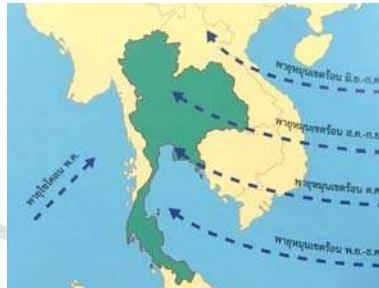 พายุหมุนเขตร้อน มิ.ย.-ก.ค.
พายุหมุนเขตร้อน ส.ค.-ก.ย.
พายุไซโคลน พ.ค.
พายุหมุนเขตร้อน ต.ค.
พายุหมุนเขตร้อน พ.ย.-ธ.ค.